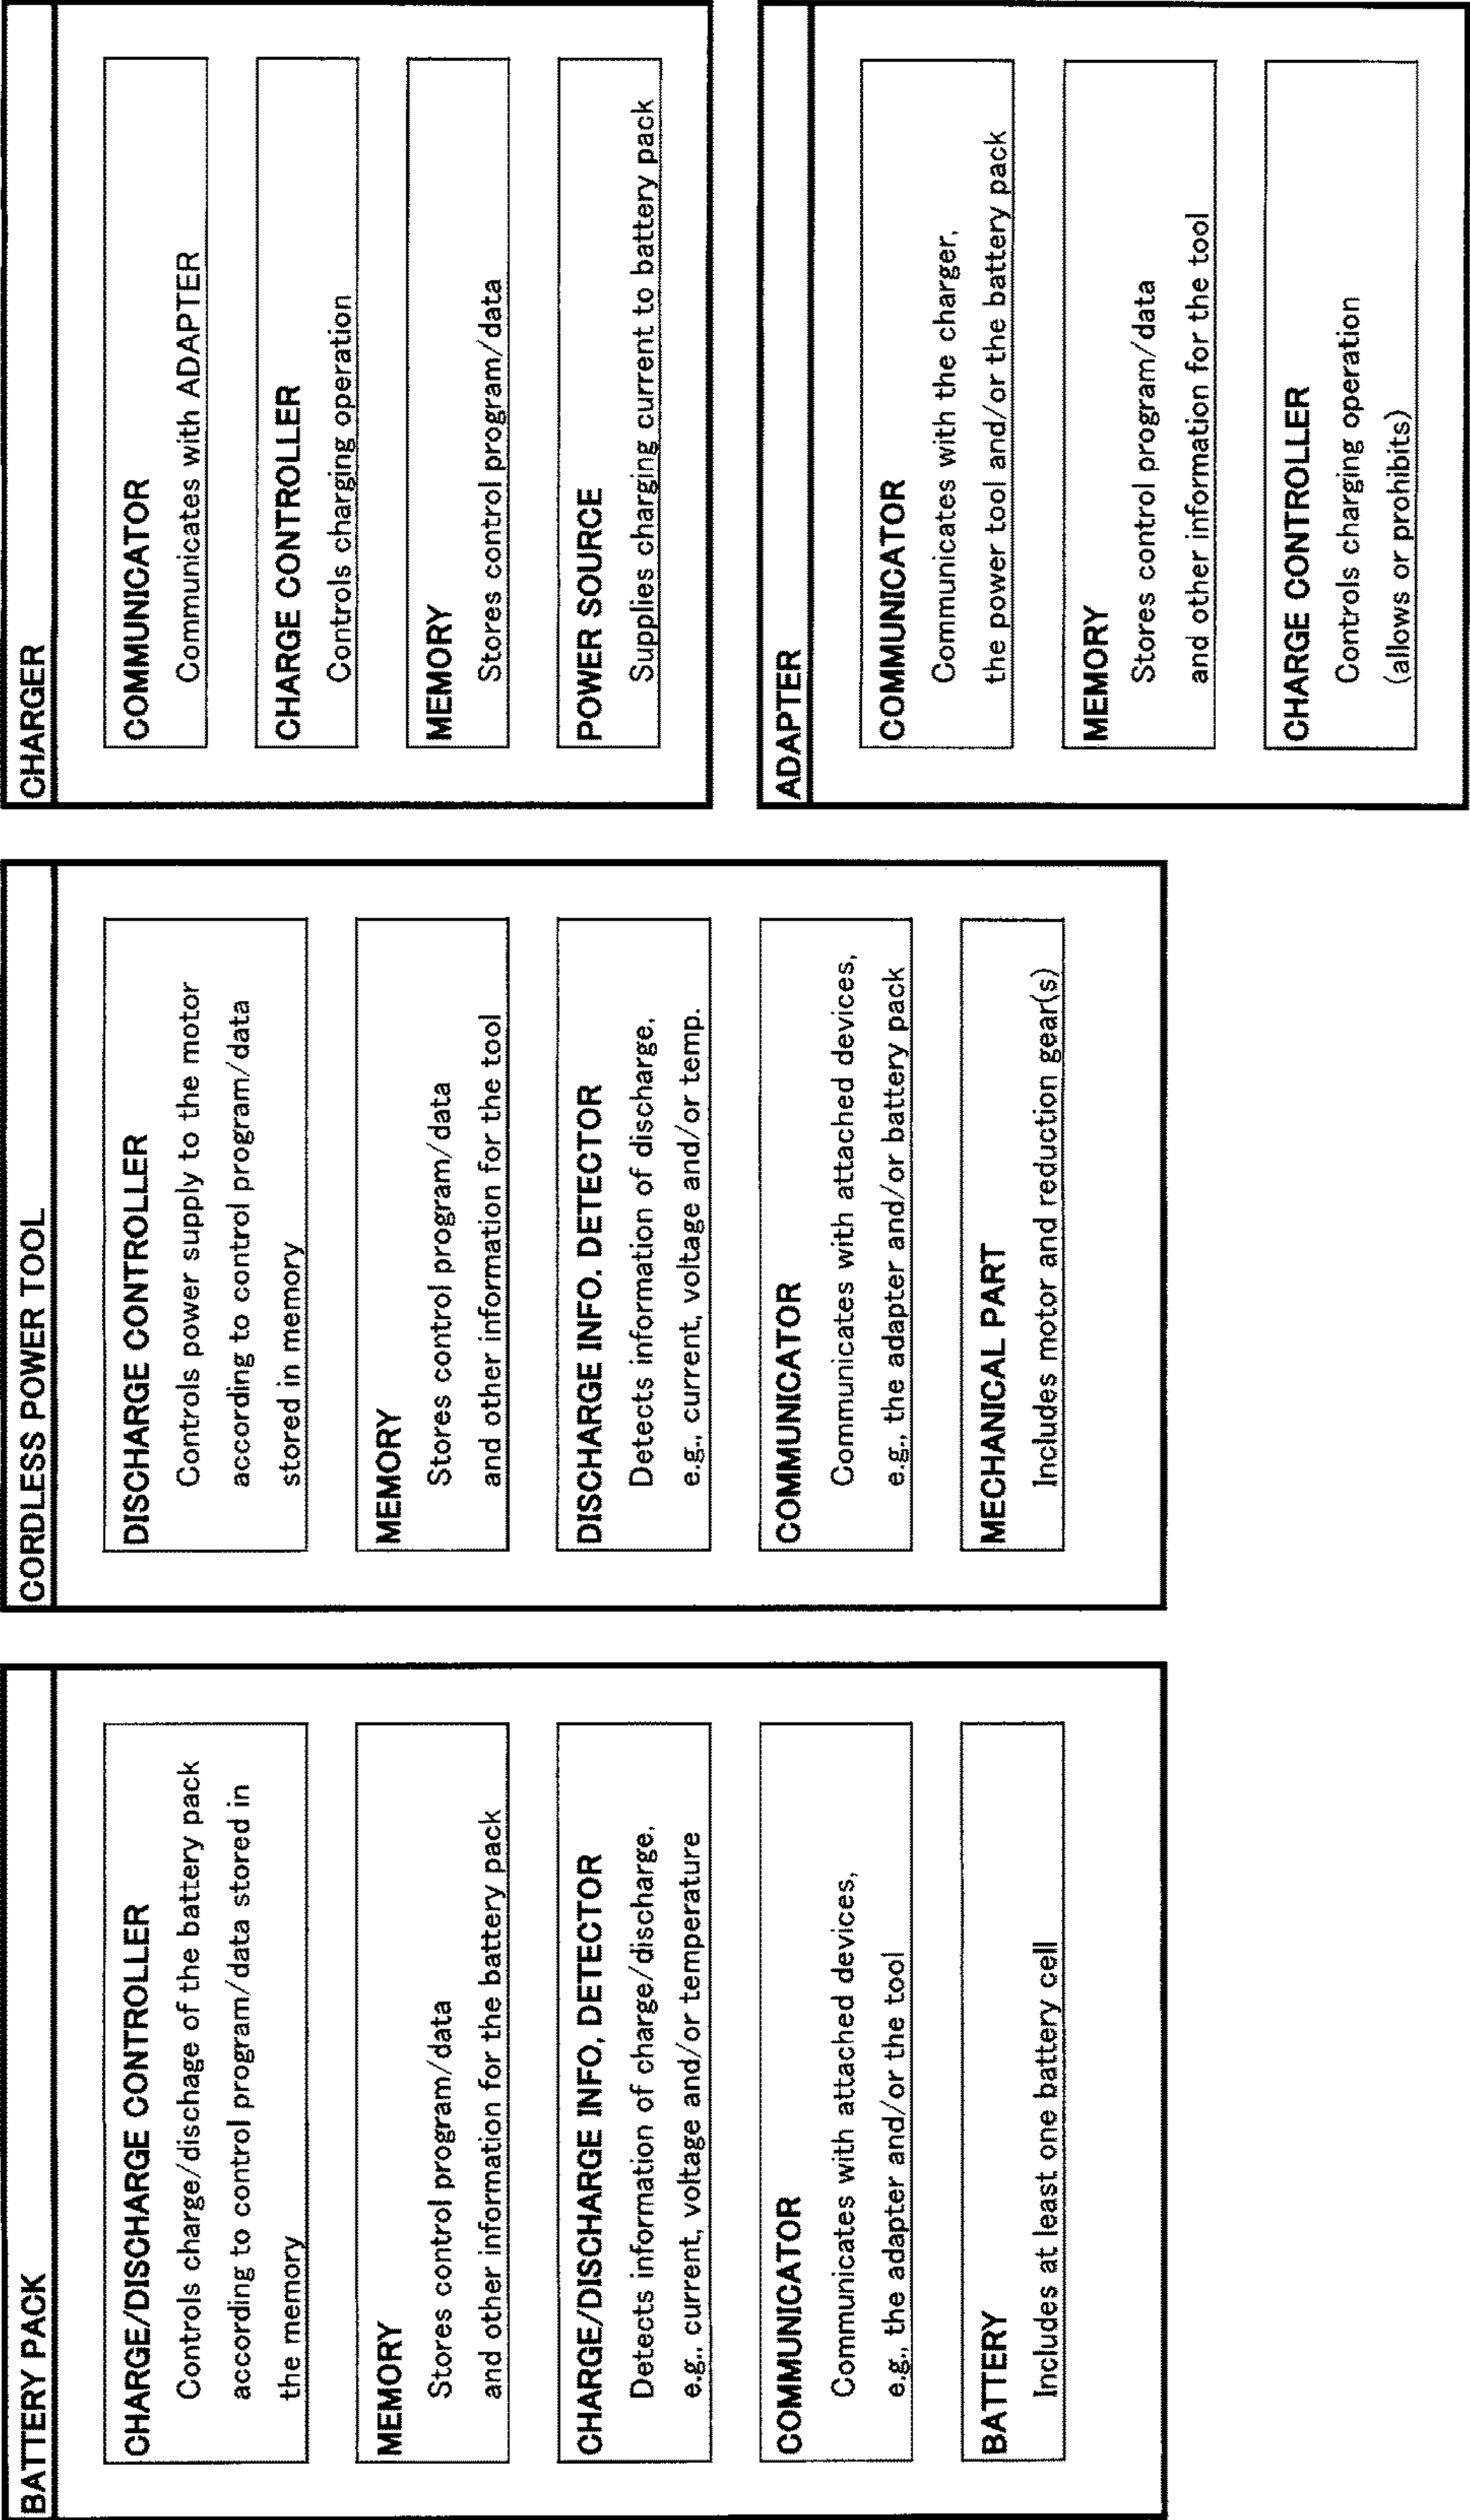 BATTERY PACK
CHARGE/DISCHARGE CONTROLLER
Controls charge/dischage of the battery pack
according to control program/data stored in
the memory
MEMORY
Stores control program/data
and other information for the battery pack
CHARGE/DISCHARGE INFO, DETECTOR
Detects information of charge/discharge,
e.g., current, voltage and/or temperature
COMMUNICATOR
Communicates with attached devices,
e.g., the adapter and/or the tool
BATTERY
Includes at least one battery cell
CORDLESS POWER TOOL
DISCHARGE CONTROLLER
Controls power supply to the motor
according to control program/data
stored in memory
MEMORY
Stores control program/data
and other information for the tool
DISCHARGE INFO. DETECTOR
Detects information of discharge,
e.g., current, voltage and/or temp.
COMMUNICATOR
Communicates with attached devices,
e.g., the adapter and/or battery pack
MECHANICAL PART
Includes motor and reduction gear(s)
CHARGER
COMMUNICATOR
Communicates with ADAPTER
CHARGE CONTROLLER
Controls charging operation
MEMORY
Stores control program/data
POWER SOURCE
Supplies charging current to battery pack
ADAPTER
COMMUNICATOR
Communicates with the charger,
the power tool and/or the battery pack
MEMORY
Stores control program/data
and other information for the tool
CHARGE CONTROLLER
Controls charging operation
(allows or prohibits)